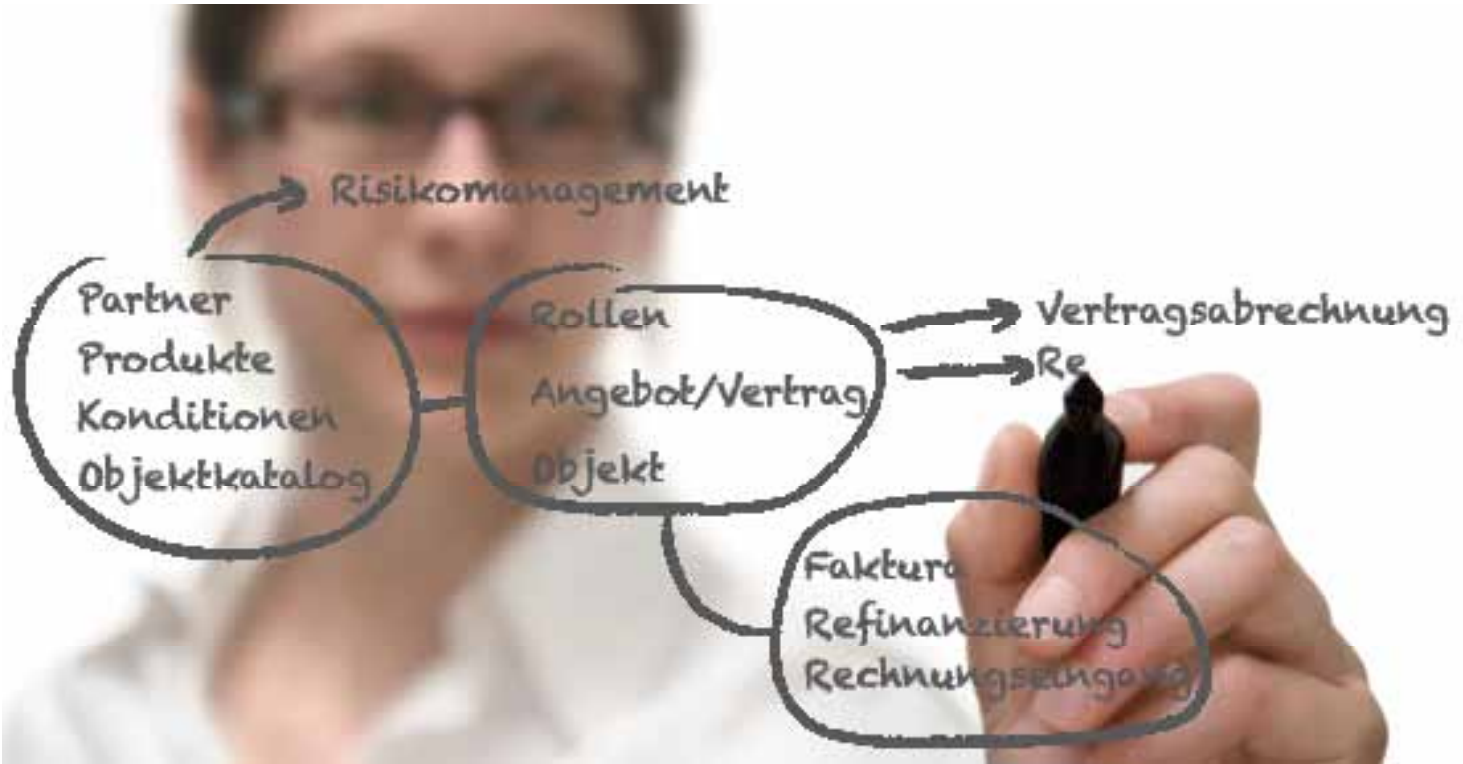 Risikomanagement
Partner
Produkte
Konditionen
Objektkatalog
Rollen
Angebot/Vertrag
Objekt
Vertragsabrechnung
Re
Faktura
Refinanzierung
Rechnungseingang